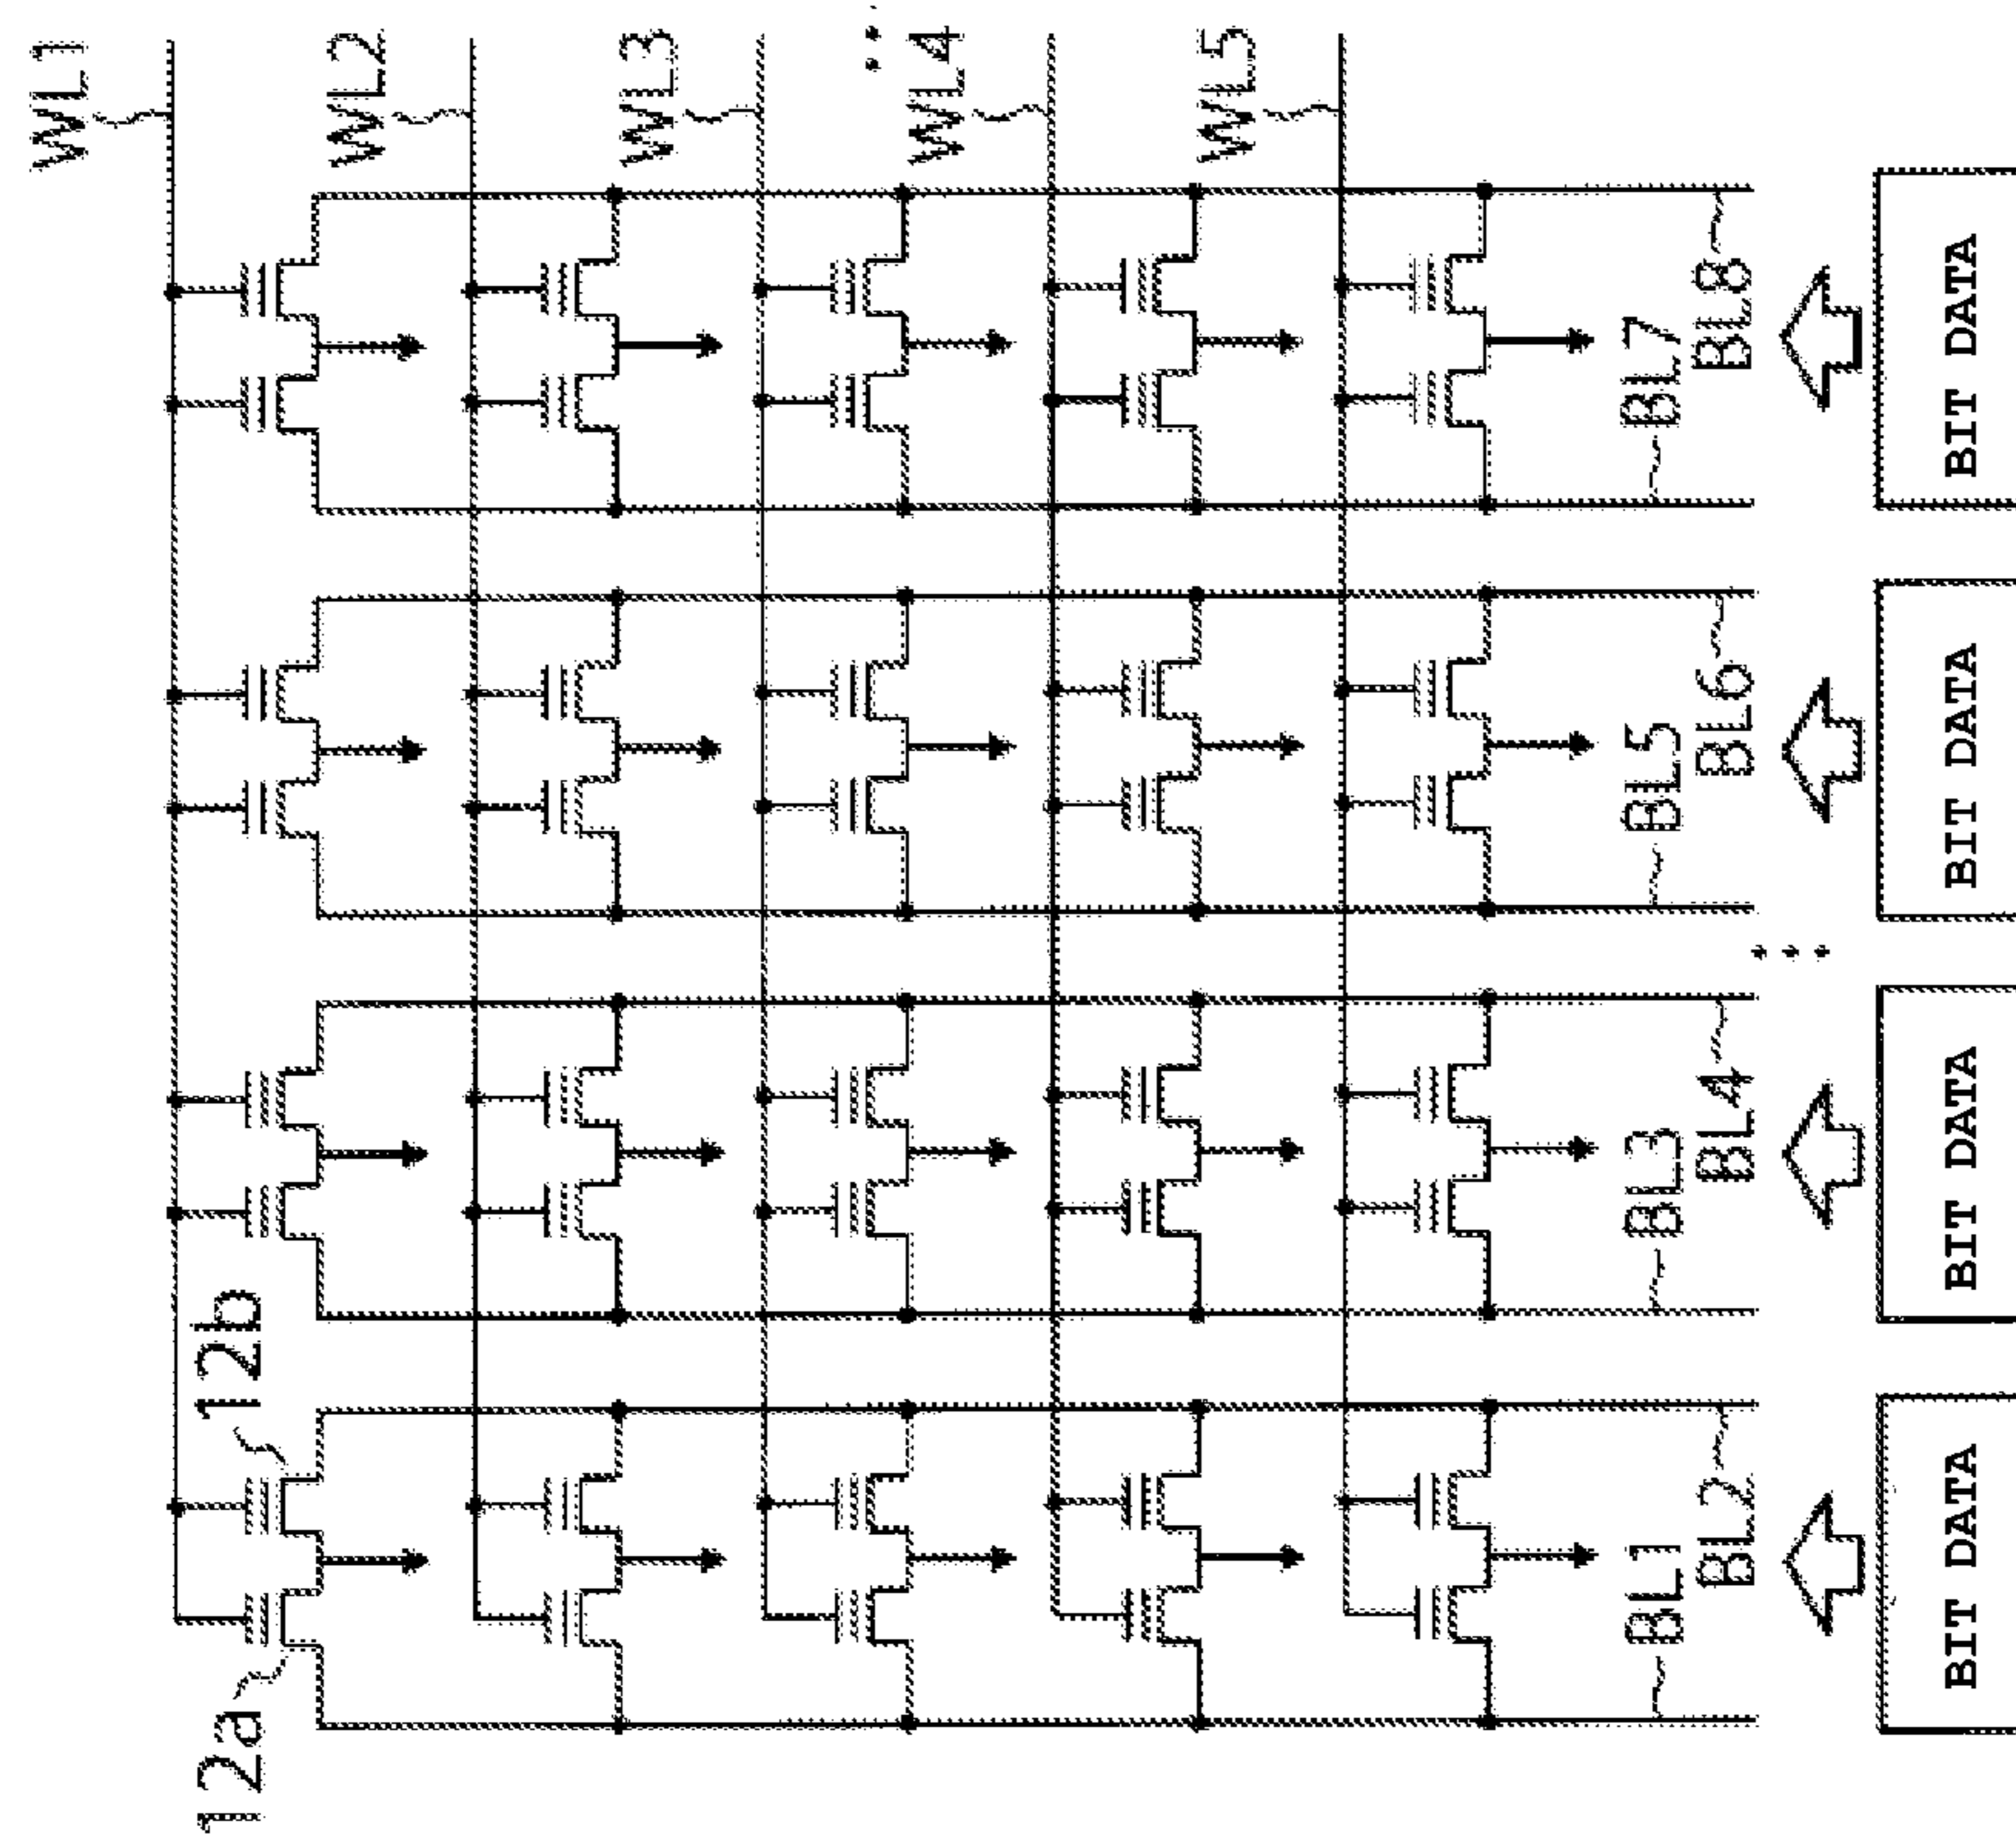 WL1
WL2
WL3
WL4
WL5
12a
12b
BL1
BL2
BL3
BL4
BL5
BL6
BL7
BL8
BIT DATA
BIT DATA
BIT DATA
BIT DATA